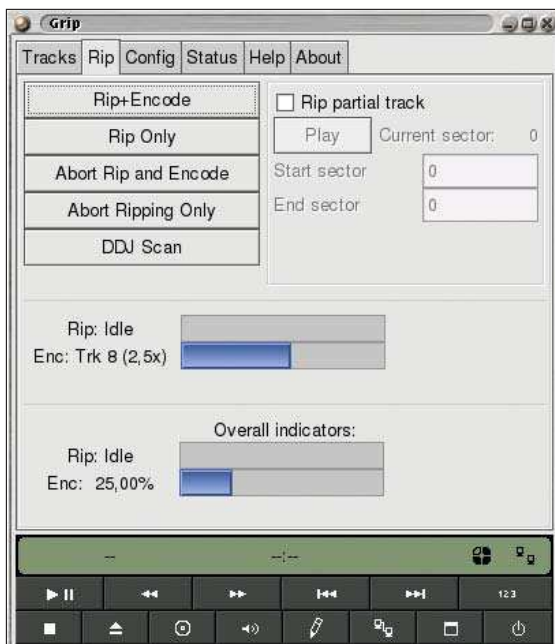 Grip
Tracks Rip Config Status Help About
Rip+Encode
Rip Only
Abort Rip and Encode
Abort Ripping Only
DDJ Scan
Rip partial track
Play Current sector: 0
Start sector 0
End sector 0
Rip: Idle
Enc: Trk 8 (2,5x)
Overall indicators:
Rip: Idle
Enc: 25,00%
-- --:--
123